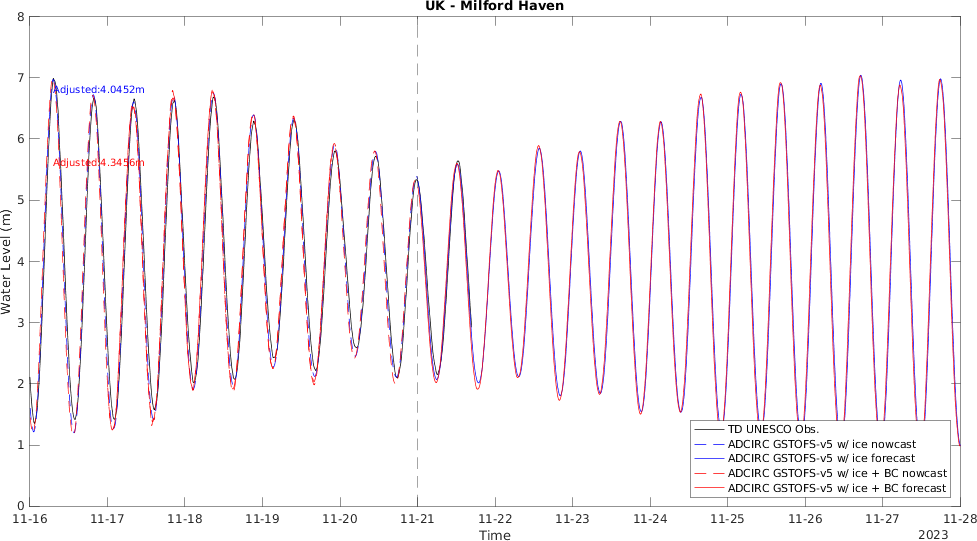 UK - Milford Haven
8
7
6
5
4
3
2
1
0
Water Level (m)
Adjusted:4.0452m
Adjusted:4.3456m
TD UNESCO Obs.
ADCIRC GSTOFS-v5 w/ ice nowcast
ADCIRC GSTOFS-v5 w/ ice forecast
ADCIRC GSTOFS-v5 w/ ice + BC nowcast
ADCIRC GSTOFS-v5 w/ ice + BC forecast
11-16 11-17 11-18 11-19 11-20 11-21 11-22 11-23 11-24 11-25 11-26 11-27 11-28
Time
2023